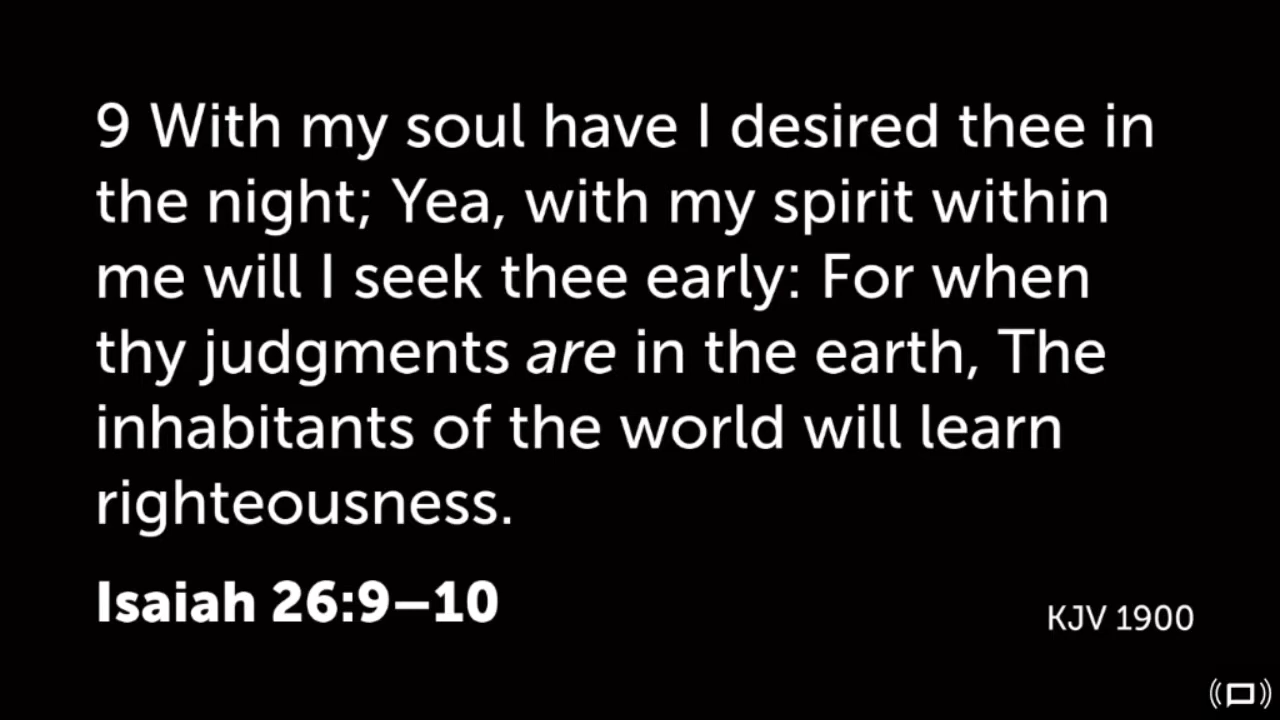 9 With my soul have I desired thee in
the night; Yea, with my spirit within
me will I seek thee early: For when
thy judgments are in the earth, The
inhabitants of the world will learn
righteousness.
Isaiah 26:9–10
KJV 1900